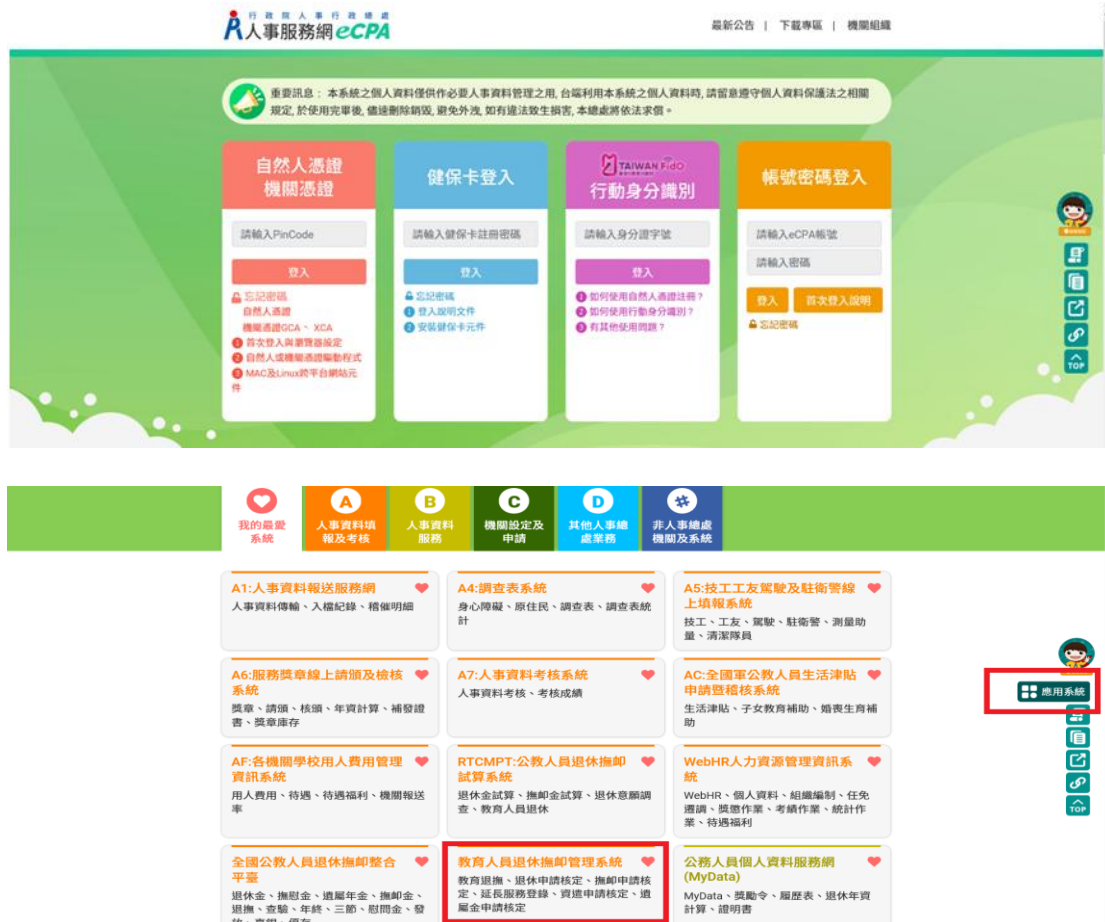 行政院人事行政總處
人事服務網 eCPA
最新公告 | 下載專區 | 機關組織
重要訊息： 本系統之個人資料僅供作必要人事資料管理之用, 台端利用本系統之個人資料時, 請留意遵守個人資料保護法之相關
規定, 於使用完畢後, 儘速刪除銷毀, 避免外洩, 如有違法致生損害, 本總處將依法求償。
自然人憑證
機關憑證
請輸入PinCode
登入
忘記密碼
自然人憑證
機關憑證GCA、 XCA
1 首次登入與瀏覽器設定
2 自然人或機關憑證驅動程式
3 MAC及Linux跨平台網站元
件
健保卡登入
請輸入健保卡註冊密碼
登入
忘記密碼
1 登入說明文件
2 安裝健保卡元件
TAIWAN FidO
行動身分識別
請輸入身分證字號
登入
1 如何使用自然人憑證註冊？
2 如何使用行動身分識別？
3 有其他使用問題？
帳號密碼登入
請輸入eCPA帳號
請輸入密碼
登入 首次登入說明
忘記密碼
TOP
我的最愛
系統
A
人事資料填
報及考核
B
人事資料
服務
C
機關設定及
申請
D
其他人事總
處業務
#
非人事總處
機關及系統
A1:人事資料報送服務網
人事資料傳輸、入檔紀錄、稽催明細
A4:調查表系統
身心障礙、原住民、調查表、調查表統
計
A5:技工工友駕駛及駐衛警線
上填報系統
技工、工友、駕駛、駐衛警、測量助
量、清潔隊員
A6:服務獎章線上請頒及檢核
系統
獎章、請頒、核頒、年資計算、補發證
書、獎章庫存
A7:人事資料考核系統
人事資料考核、考核成績
AC:全國軍公教人員生活津貼
申請暨稽核系統
生活津貼、子女教育補助、婚喪生育補
助
AF:各機關學校用人費用管理
資訊系統
用人費用、待遇、待遇福利、機關報送
率
RTCMPT:公教人員退休撫卹
試算系統
退休金試算、撫卹金試算、退休意願調
查、教育人員退休
WebHR人力資源管理資訊系
統
WebHR、個人資料、組織編制、任免
遷調、獎懲作業、考績作業、統計作
業、待遇福利
全國公教人員退休撫卹整合
平臺
退休金、撫慰金、遺屬年金、撫卹金、
退撫、查驗、年終、三節、慰問金、發
教育人員退休撫卹管理系統
教育退撫、退休申請核定、撫卹申請核
定、延長服務登錄、資遣申請核定、遺
屬金申請核定
公務人員個人資料服務網
(MyData)
MyData、獎勵令、履歷表、退休年資
計算、證明書
應用系統
TOP